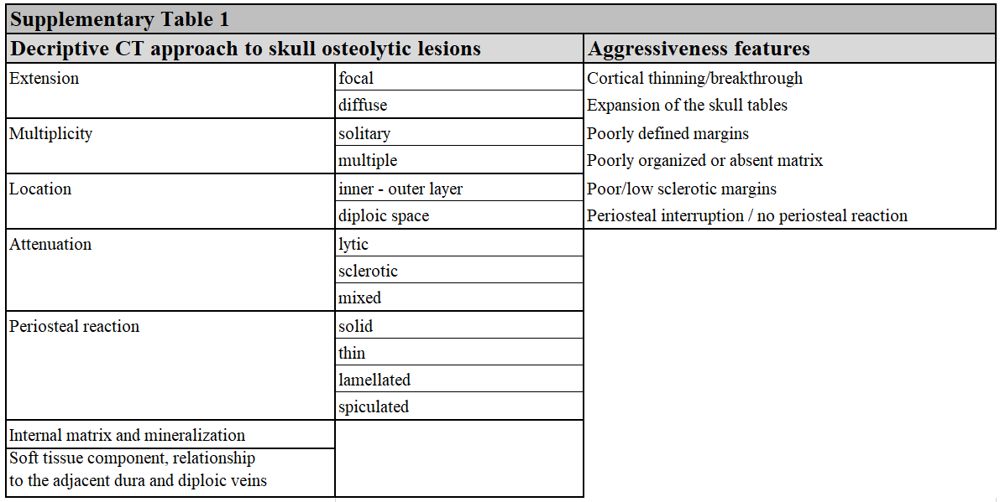 Supplementary Table 1
Decriptive CT approach to skull osteolytic lesions
Aggressiveness features
Extension
focal
Cortical thinning/breakthrough
diffuse
Expansion of the skull tables
Multiplicity
solitary
Poorly defined margins
multiple
Poorly organized or absent matrix
Location
inner - outer layer
Poor/low sclerotic margins
diploic space
Periosteal interruption / no periosteal reaction
Attenuation
lytic
sclerotic
mixed
Periosteal reaction
solid
thin
lamellated
spiculated
Internal matrix and mineralization
Soft tissue component, relationship
to the adjacent dura and diploic veins